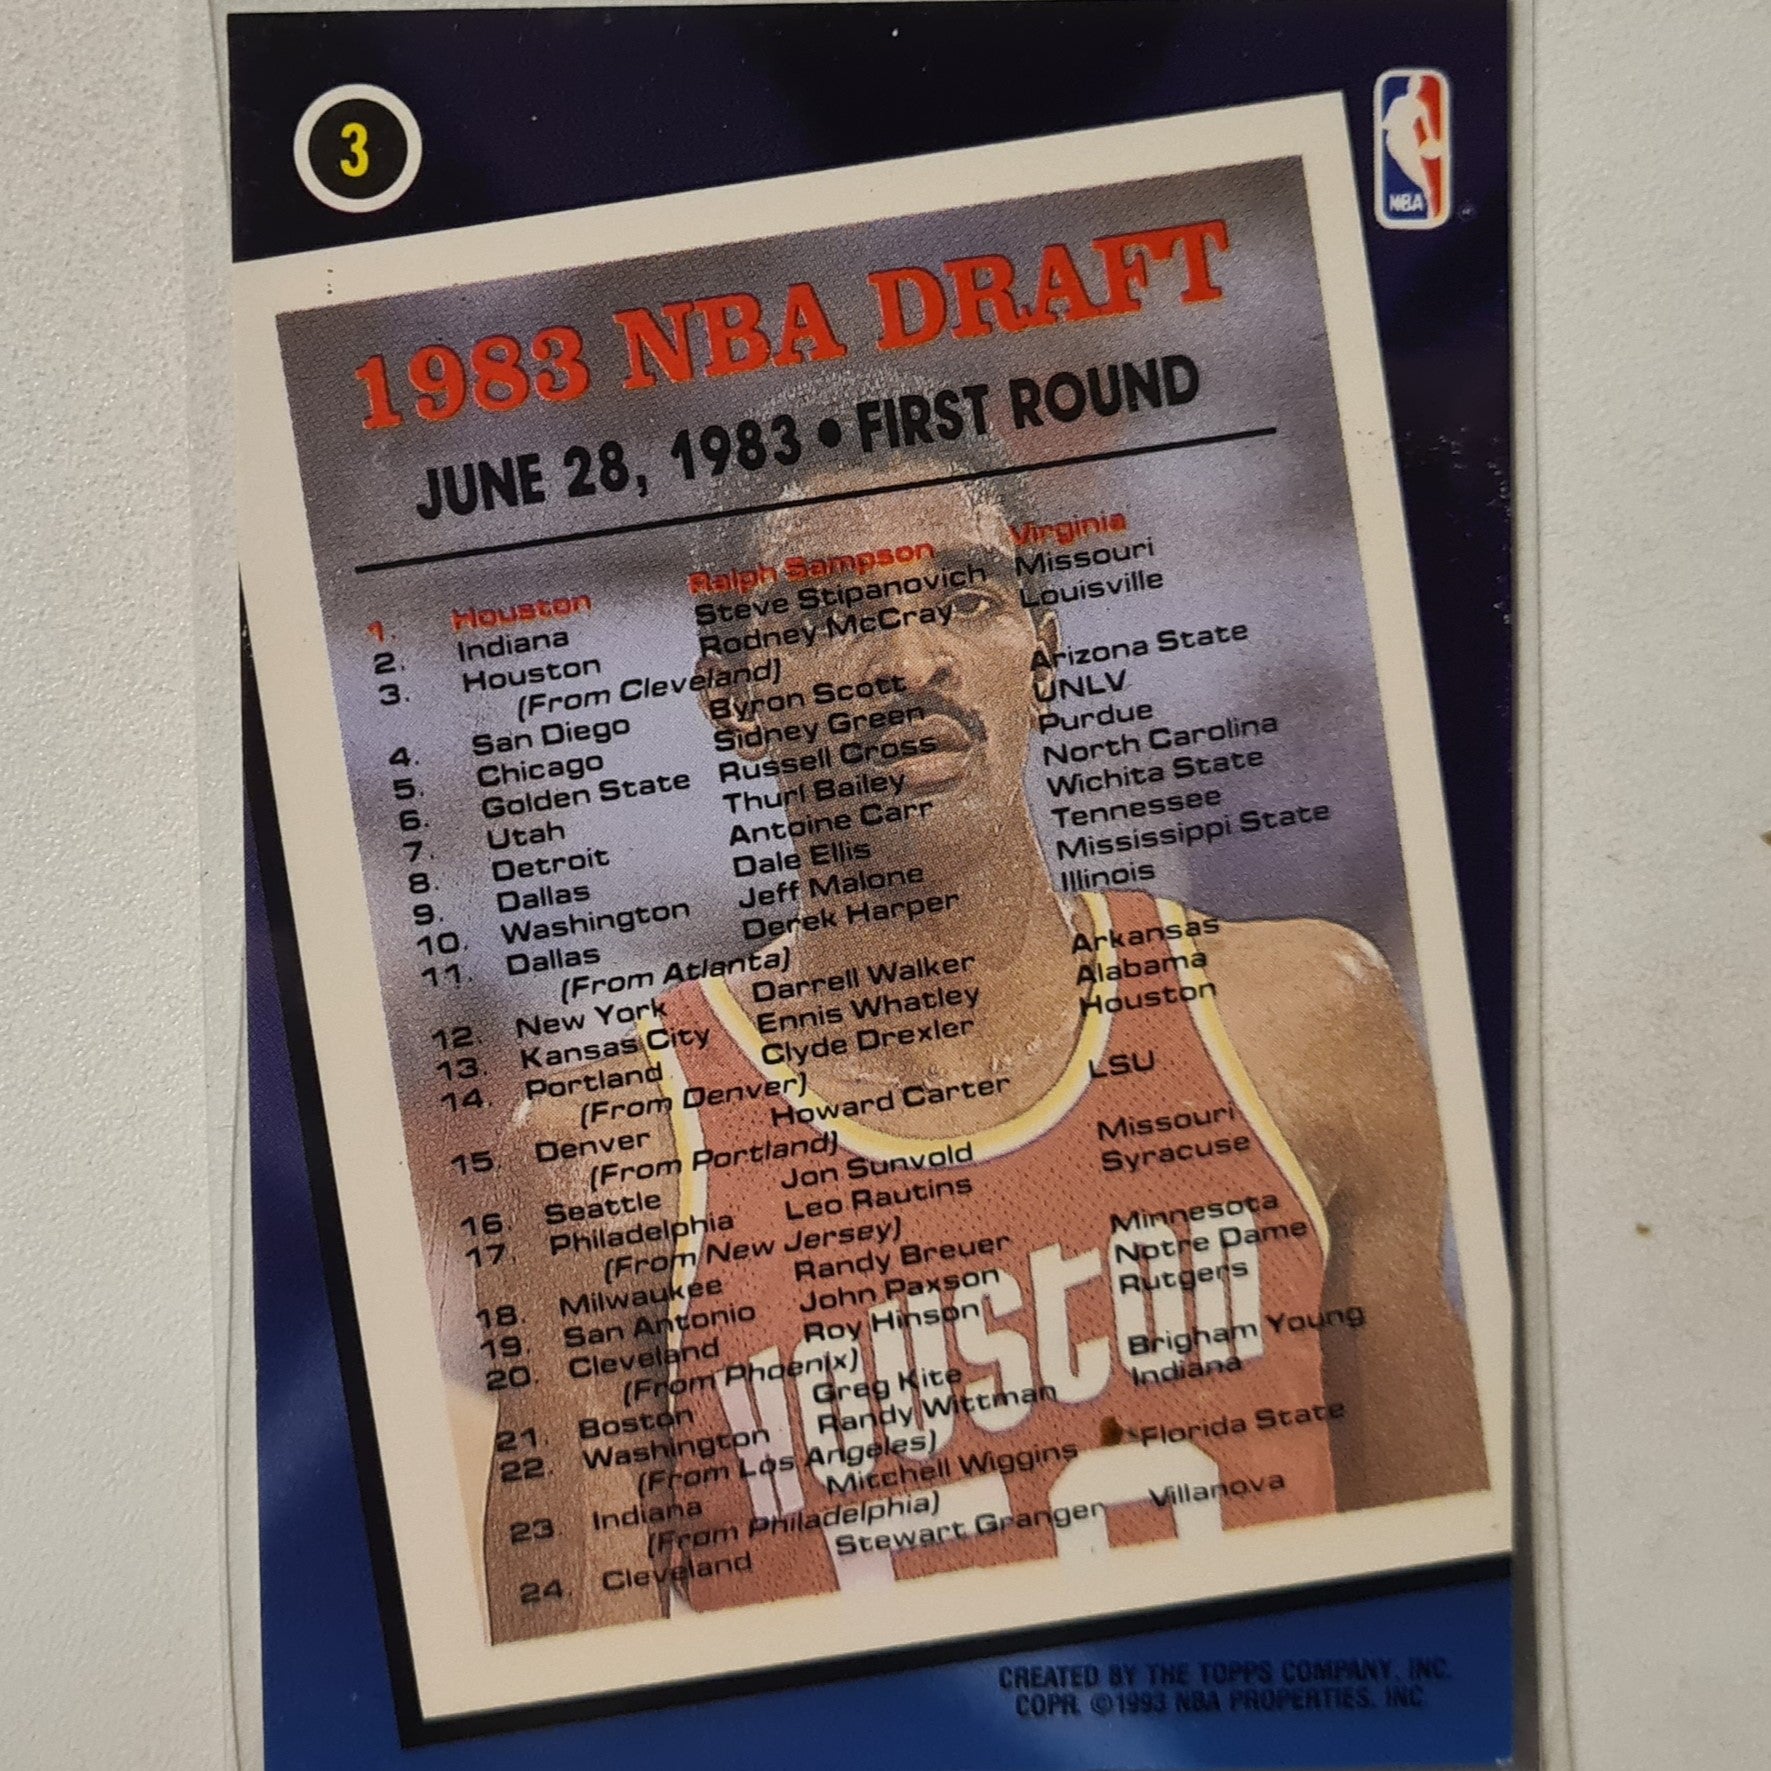 3
NBA
1983 NBA DRAFT
JUNE 28, 1983 • FIRST ROUND
1. Houston Ralph Sampson Virginia
2. Indiana Steve Stipanovich Missouri
3. Houston Rodney McCray Louisville
(From Cleveland)
4. San Diego Byron Scott Arizona State
5. Chicago Sidney Green UNLV
6. Golden State Russell Cross Purdue
7. Utah Thurl Bailey North Carolina
8. Detroit Antoine Carr Wichita State
9. Dallas Dale Ellis Tennessee
10. Washington Jeff Malone Mississippi State
11. Dallas Derek Harper Illinois
(From Atlanta)
12. New York Darrell Walker Arkansas
13. Kansas City Ennis Whatley Alabama
14. Portland Clyde Drexler Houston
(From Denver)
15. Denver Howard Carter LSU
(From Portland)
16. Seattle Jon Sunvold Missouri
17. Philadelphia Leo Rautins Syracuse
(From New Jersey)
18. Milwaukee Randy Breuer Minnesota
19. San Antonio John Paxson Notre Dame
20. Cleveland Roy Hinson Rutgers
(From Phoenix)
21. Boston Greg Kite Brigham Young
22. Washington Randy Wittman Indiana
(From Los Angeles)
23. Indiana Mitchell Wiggins Florida State
(From Philadelphia)
24. Cleveland Stewart Granger Villanova
Houston
CREATED BY THE TOPPS COMPANY, INC.
COPR. ©1993 NBA PROPERTIES, INC.